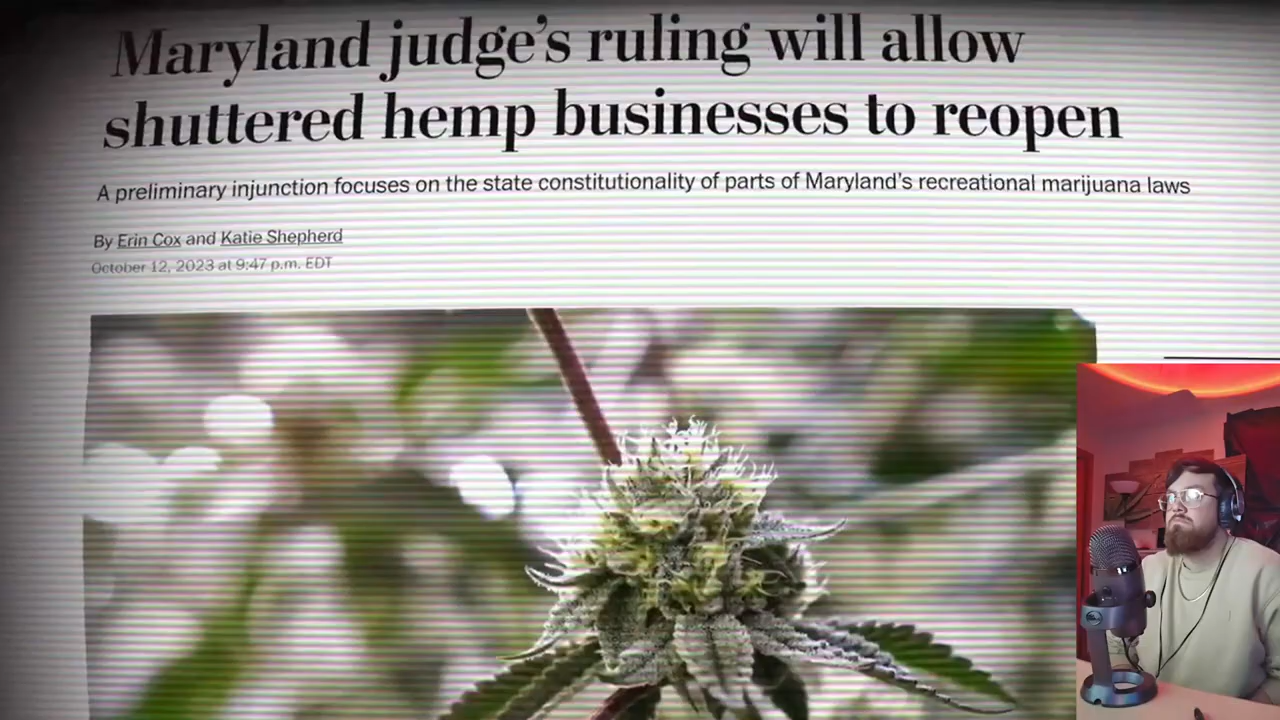 Maryland judge's ruling will allow
shuttered hemp businesses to reopen
A preliminary injunction focuses on the state constitutionality of parts of Maryland's recreational marijuana laws
By Erin Cox and Katie Shepherd
October 12, 2023 at 9:47 p.m. EDT